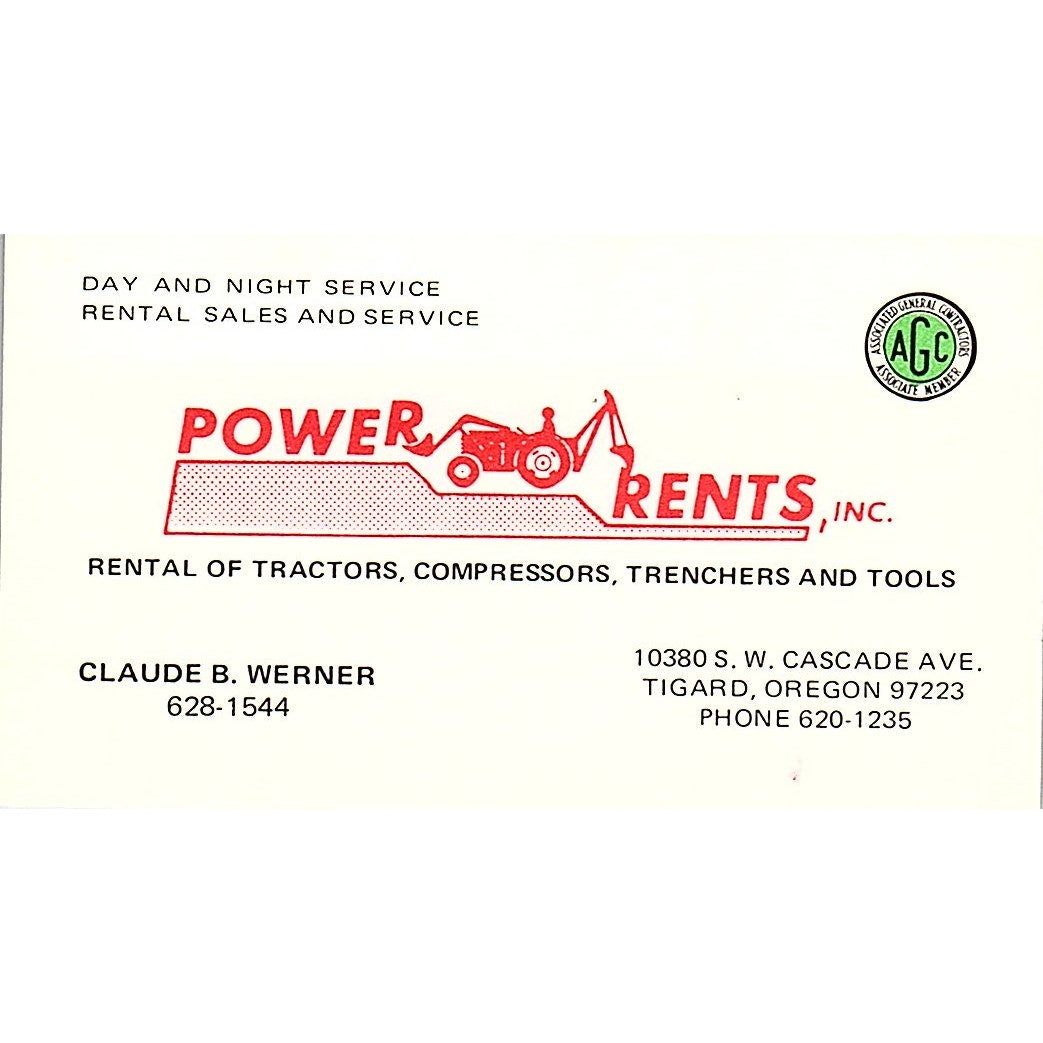 DAY AND NIGHT SERVICE
RENTAL SALES AND SERVICE
ASSOCIATED GENERAL CONTRACTORS
AGC
ASSOCIATE MEMBER
POWER
RENTS, INC.
RENTAL OF TRACTORS, COMPRESSORS, TRENCHERS AND TOOLS
CLAUDE B. WERNER
628-1544
10380 S. W. CASCADE AVE.
TIGARD, OREGON 97223
PHONE 620-1235